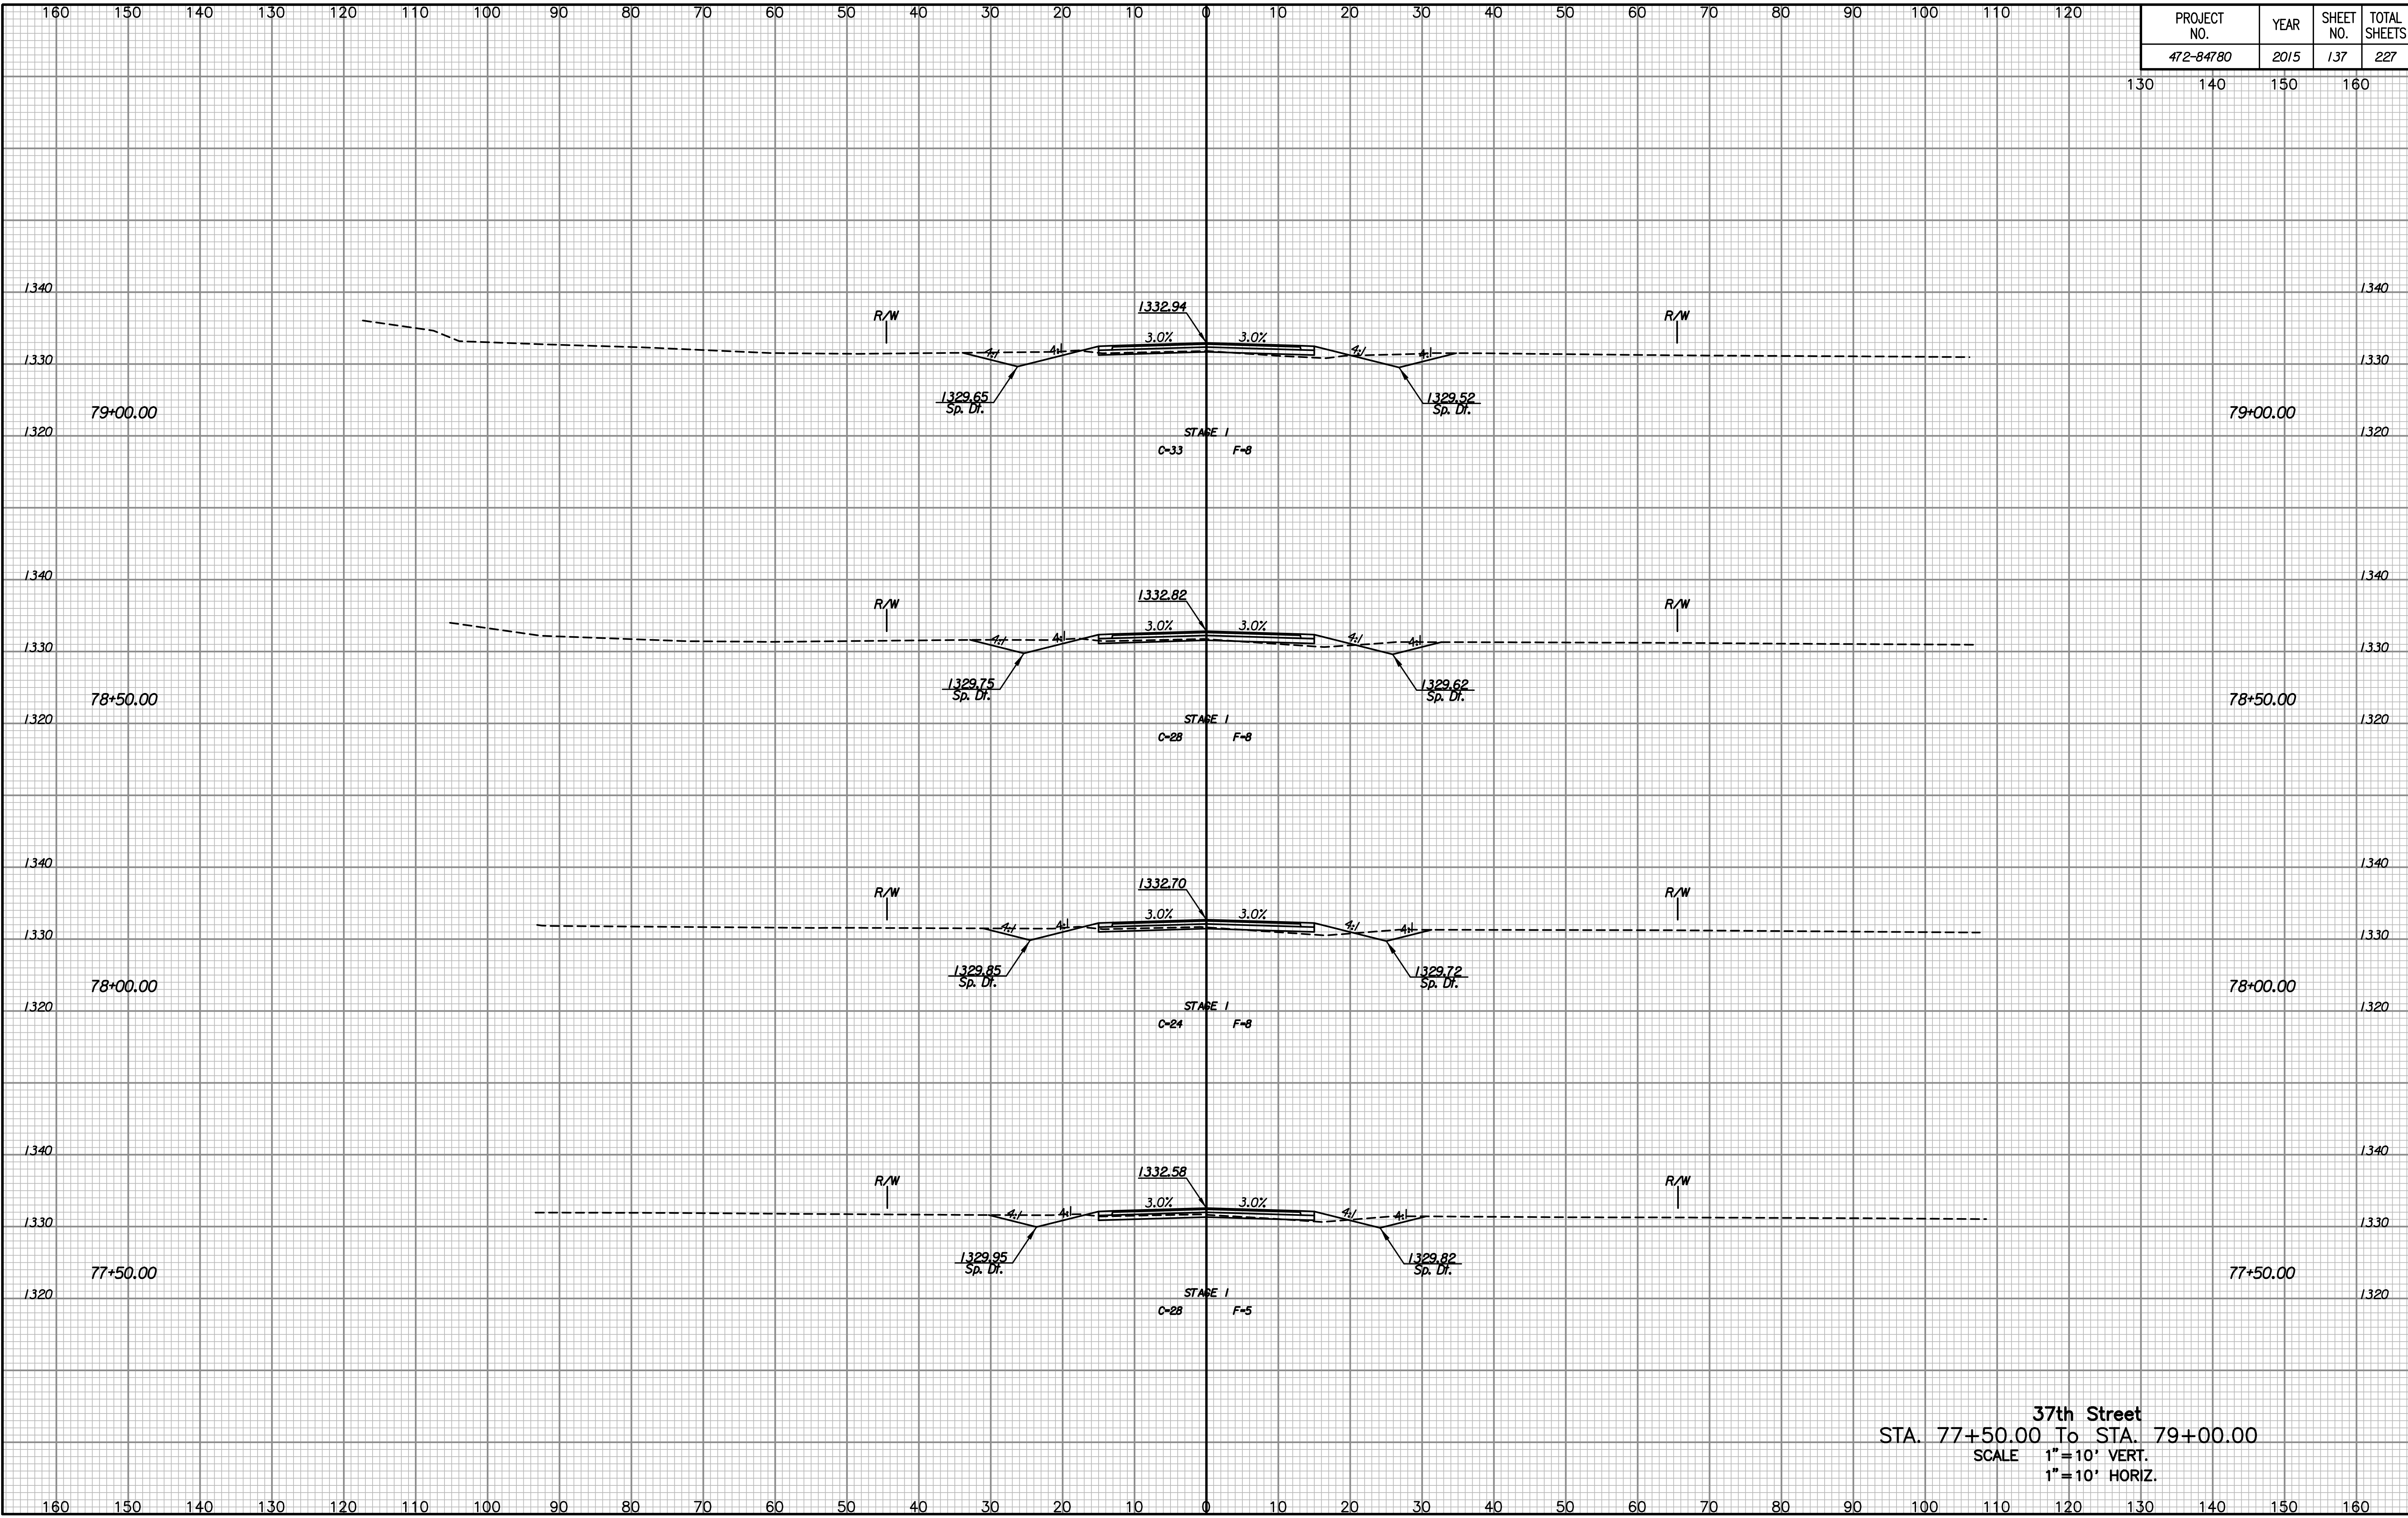 160 150 140 130 120 110 100 90 80 70 60 50 40 30 20 10 0 10 20 30 40 50 60 70 80 90 100 110 120
PROJECT NO. YEAR SHEET NO. TOTAL SHEETS
472-84780 2015 137 227
130 140 150 160
1340 1340
1332.94
R/W R/W
3.0% 3.0%
4:1 4:1 4:1 4:1
1330 1330
1329.65 1329.52
Sp. Dt. Sp. Dt.
79+00.00 79+00.00
1320 STAGE 1 1320
C=33 F=8
1340 1340
1332.82
R/W R/W
3.0% 3.0%
4:1 4:1 4:1 4:1
1330 1330
1329.75 1329.62
Sp. Dt. Sp. Dt.
78+50.00 78+50.00
1320 STAGE 1 1320
C=28 F=8
1340 1340
1332.70
R/W R/W
3.0% 3.0%
4:1 4:1 4:1 4:1
1330 1330
1329.85 1329.72
Sp. Dt. Sp. Dt.
78+00.00 78+00.00
1320 STAGE 1 1320
C=24 F=8
1340 1340
1332.58
R/W R/W
3.0% 3.0%
4:1 4:1 4:1 4:1
1330 1330
1329.95 1329.82
Sp. Dt. Sp. Dt.
77+50.00 77+50.00
1320 STAGE 1 1320
C=28 F=5
37th Street
STA. 77+50.00 To STA. 79+00.00
SCALE 1"=10' VERT.
1"=10' HORIZ.
160 150 140 130 120 110 100 90 80 70 60 50 40 30 20 10 0 10 20 30 40 50 60 70 80 90 100 110 120 130 140 150 160